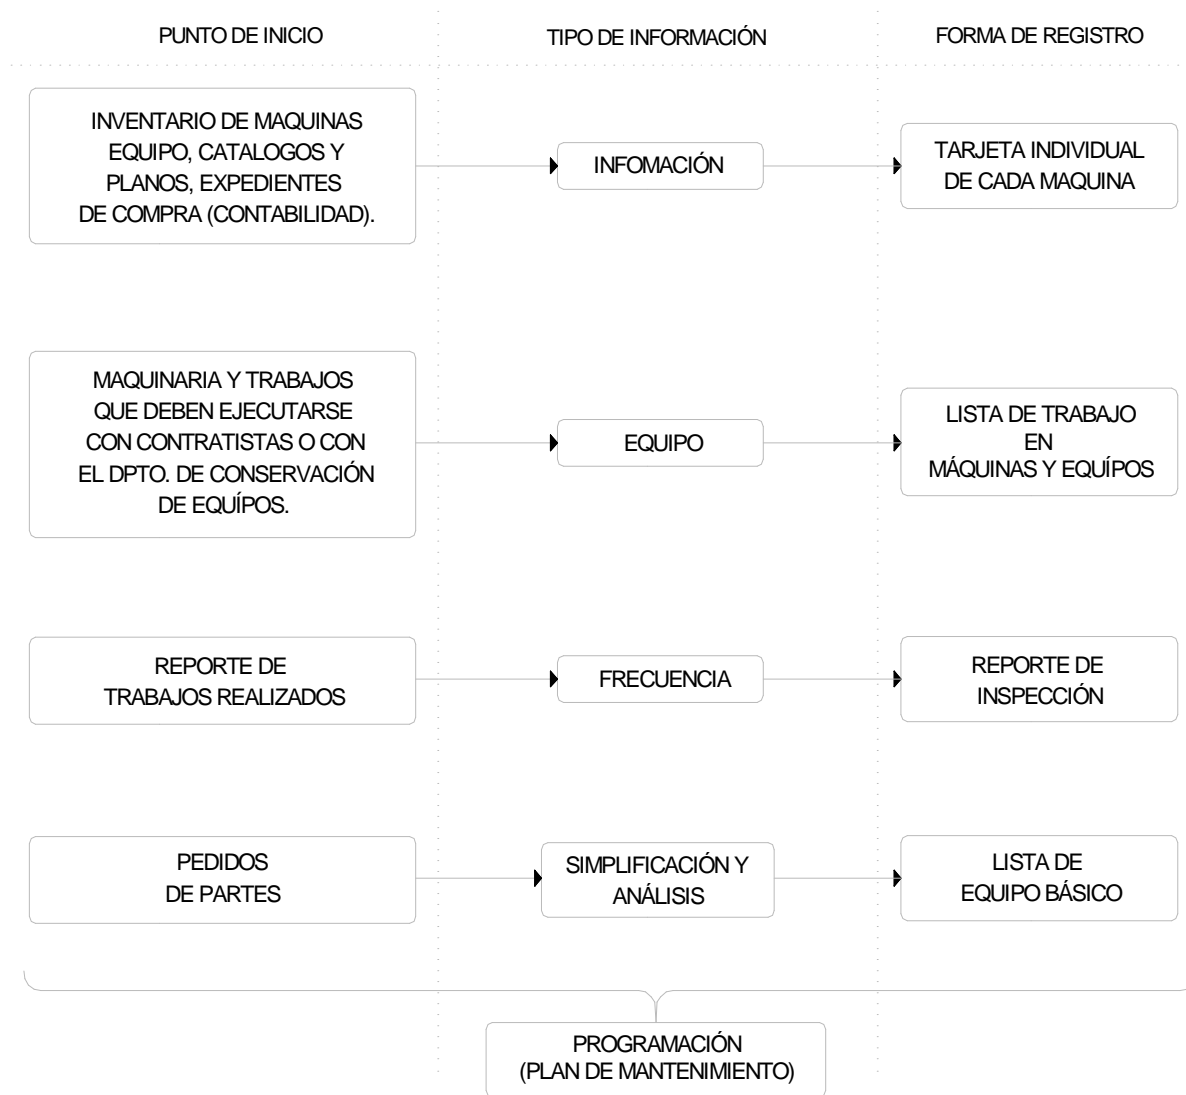 PUNTO DE INICIO
TIPO DE INFORMACIÓN
FORMA DE REGISTRO
INVENTARIO DE MAQUINAS
EQUIPO, CATALOGOS Y
PLANOS, EXPEDIENTES
DE COMPRA (CONTABILIDAD).
INFOMACIÓN
TARJETA INDIVIDUAL
DE CADA MAQUINA
MAQUINARIA Y TRABAJOS
QUE DEBEN EJECUTARSE
CON CONTRATISTAS O CON
EL DPTO. DE CONSERVACIÓN
DE EQUÍPOS.
EQUIPO
LISTA DE TRABAJO
EN
MÁQUINAS Y EQUÍPOS
REPORTE DE
TRABAJOS REALIZADOS
FRECUENCIA
REPORTE DE
INSPECCIÓN
PEDIDOS
DE PARTES
SIMPLIFICACIÓN Y
ANÁLISIS
LISTA DE
EQUIPO BÁSICO
PROGRAMACIÓN
(PLAN DE MANTENIMIENTO)